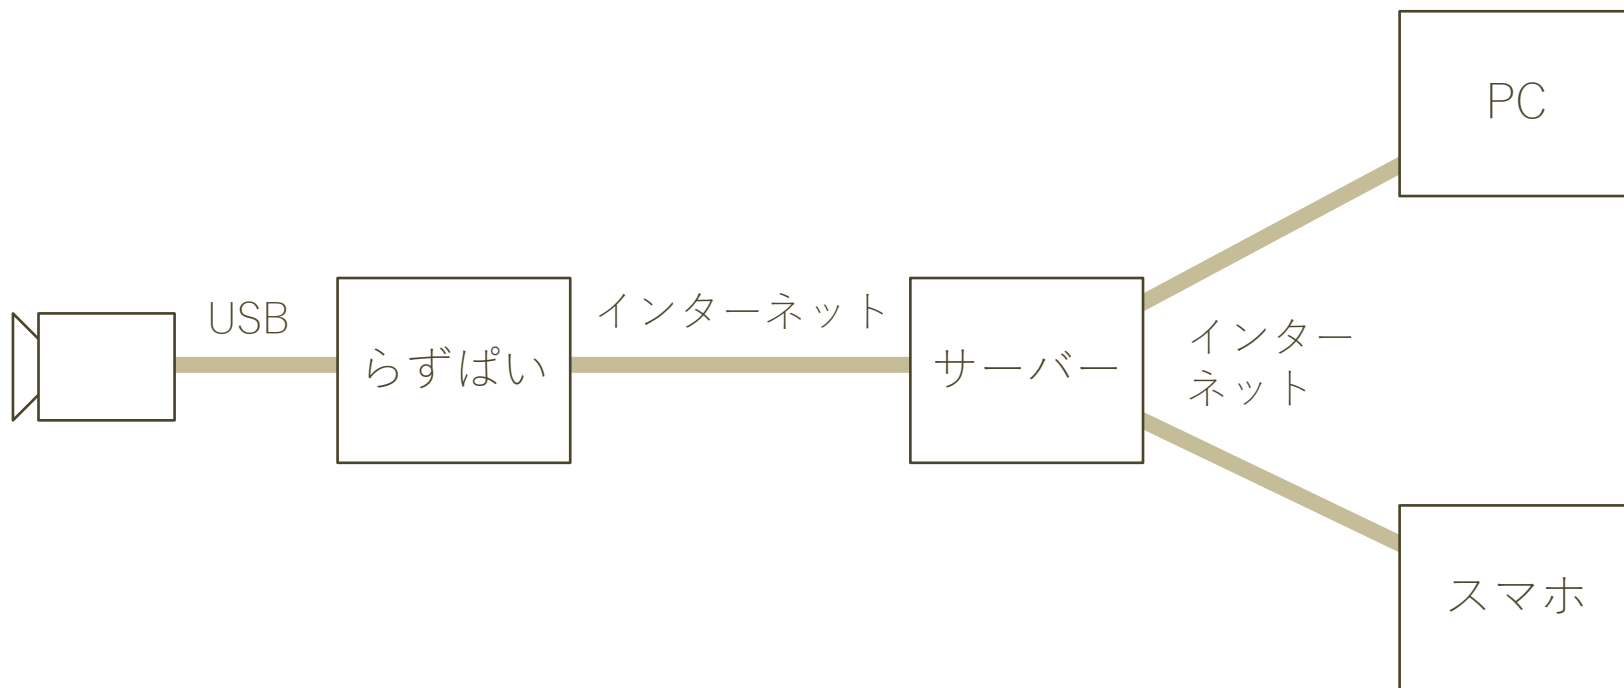 PC
USB
インターネット
らずぱい
サーバー
インター
ネット
スマホ